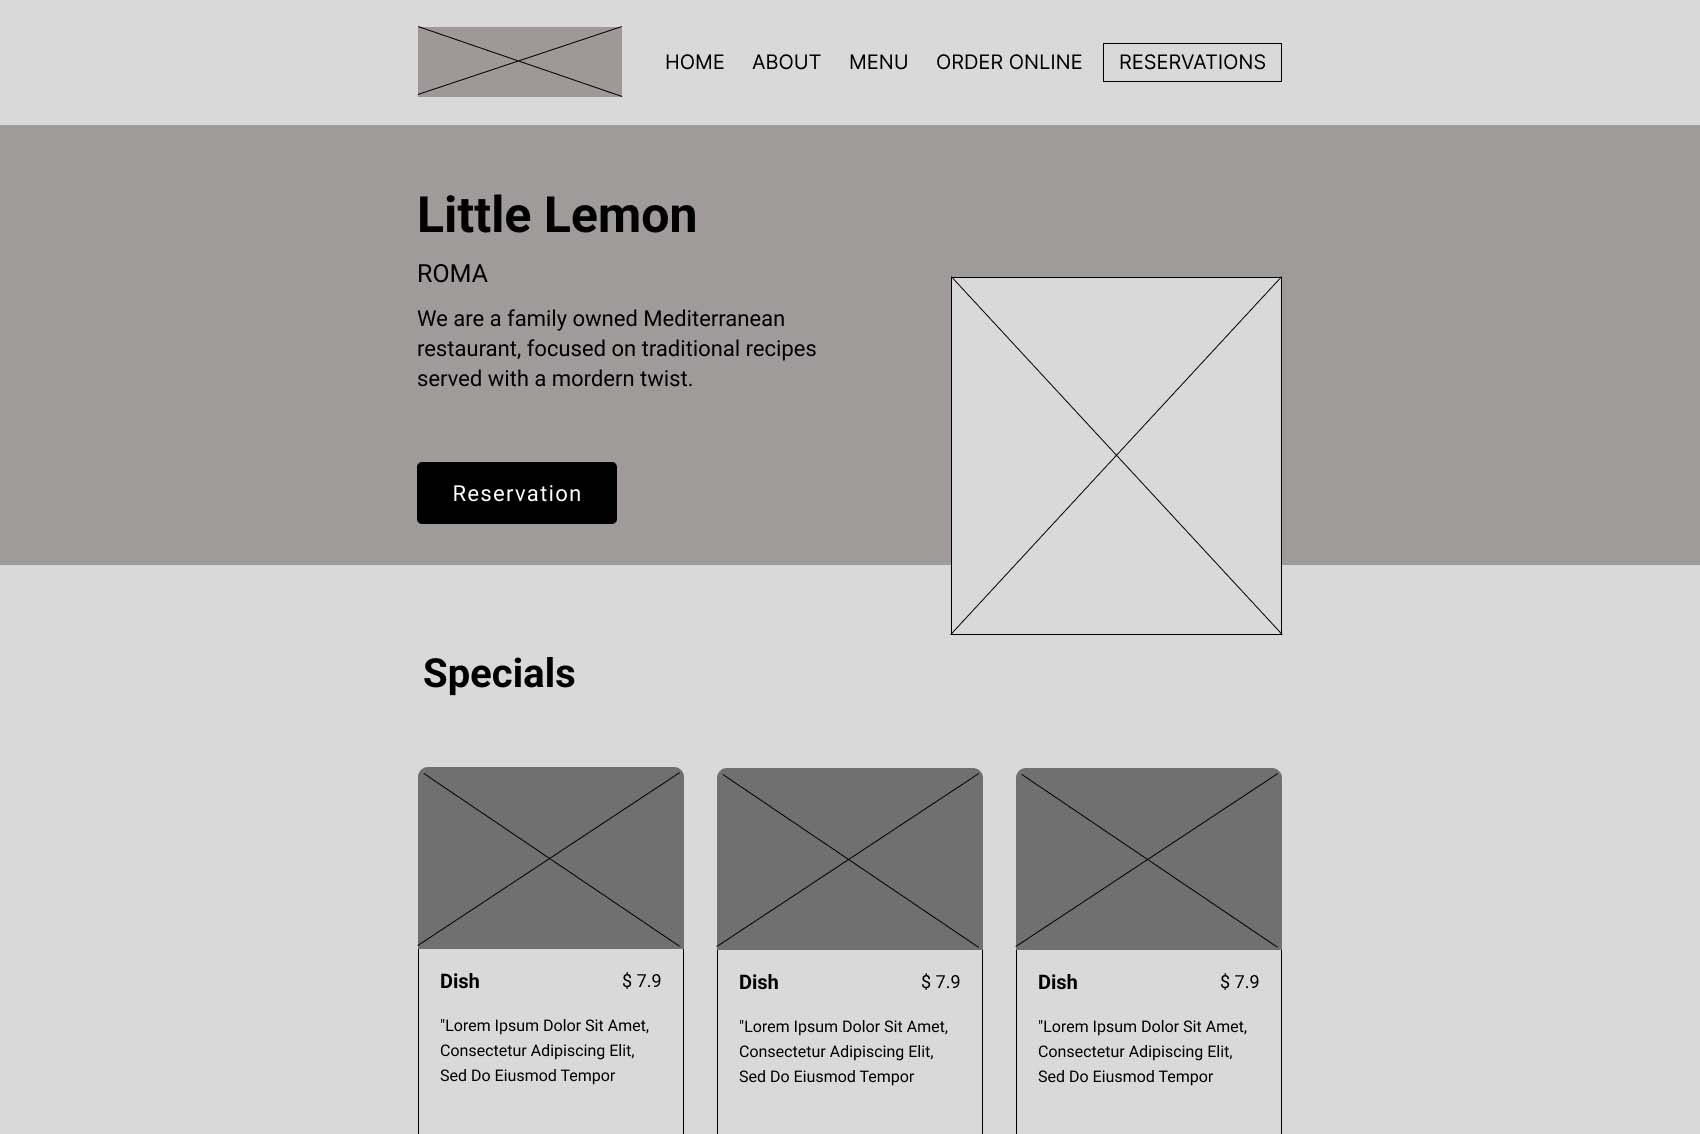 HOME ABOUT MENU ORDER ONLINE RESERVATIONS
Little Lemon
ROMA
We are a family owned Mediterranean
restaurant, focused on traditional recipes
served with a mordern twist.
Reservation
Specials
Dish $ 7.9
"Lorem Ipsum Dolor Sit Amet,
Consectetur Adipiscing Elit,
Sed Do Eiusmod Tempor
Dish $ 7.9
"Lorem Ipsum Dolor Sit Amet,
Consectetur Adipiscing Elit,
Sed Do Eiusmod Tempor
Dish $ 7.9
"Lorem Ipsum Dolor Sit Amet,
Consectetur Adipiscing Elit,
Sed Do Eiusmod Tempor